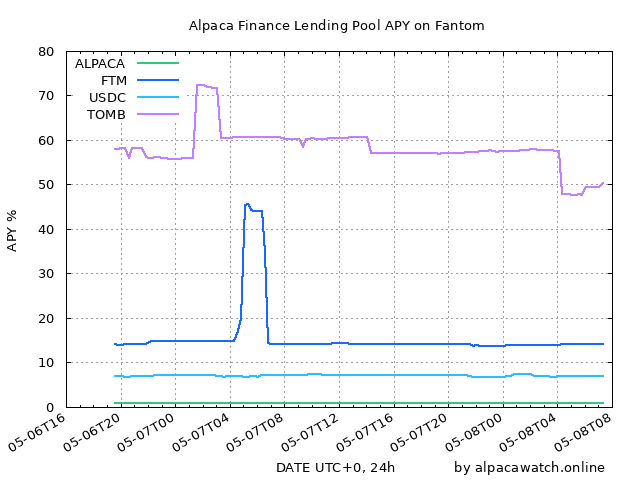 Alpaca Finance Lending Pool APY on Fantom
80
70
60
50
40
30
20
10
0
APY %
ALPACA
FTM
USDC
TOMB
05-06T16
05-06T20
05-07T00
05-07T04
05-07T08
05-07T12
05-07T16
05-07T20
05-08T00
05-08T04
05-08T08
DATE UTC+0, 24h
by alpacawatch.online